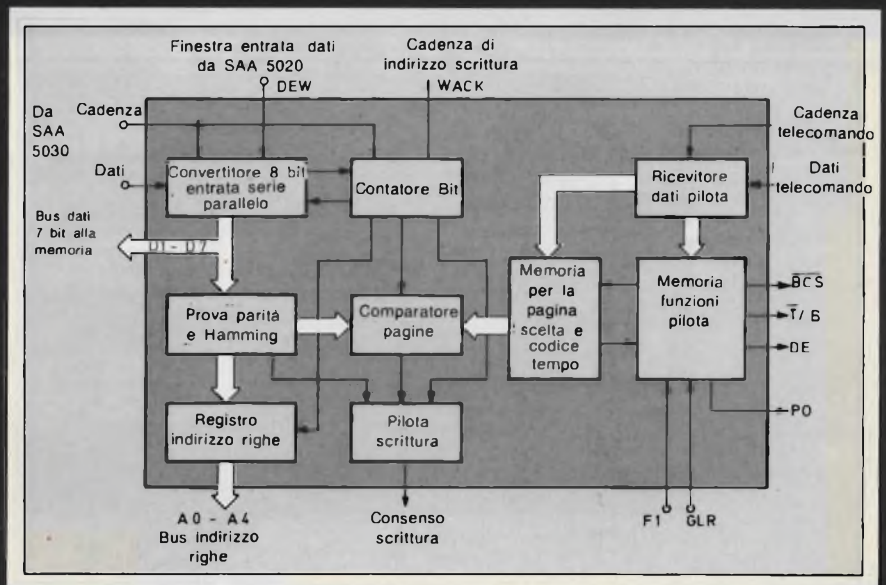 Finestra entrata dati
da SAA 5020
DEW
Cadenza di
indirizzo scrittura
WACK
Da
SAA
5030
Cadenza
Dati
Cadenza
telecomando
Dati
telecomando
Convertitore 8 bit
entrata serie
parallelo
Contatore Bit
Ricevitore
dati pilota
Bus dati
7 bit alla
memoria
D1 - D7
Prova parità
e Hamming
Comparatore
pagine
Memoria
per la
pagina
scelta e
codice
tempo
Memoria
funzioni
pilota
B̅C̅S̅
T̅/ B
DE
PO
Registro
indirizzo righe
Pilota
scrittura
A0 - A4
Bus indirizzo
righe
Consenso
scrittura
F1
GLR